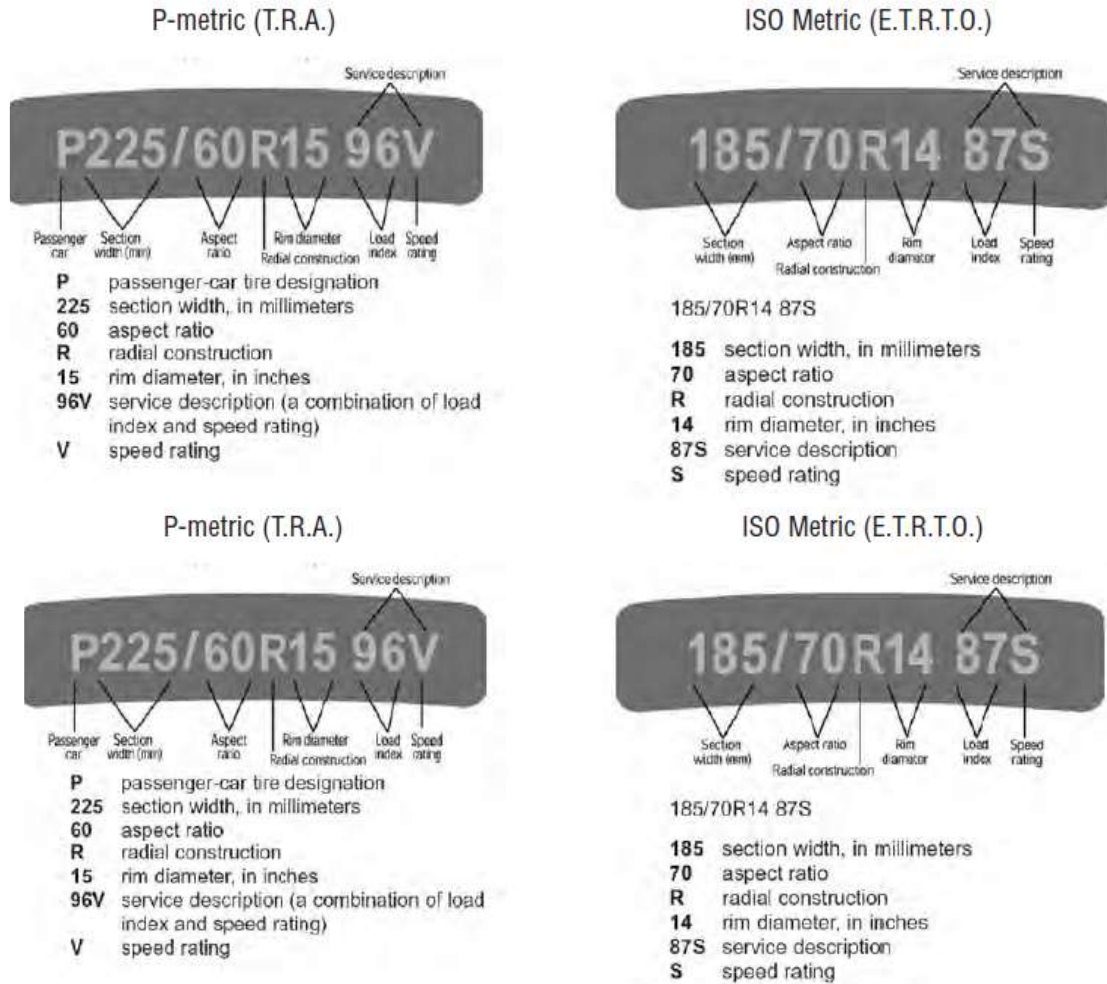 P-metric (T.R.A.)
Service description
P225/60R15 96V
Passenger car
Section width (mm)
Aspect ratio
Radial construction
Rim diameter
Load index
Speed rating
P passenger-car tire designation
225 section width, in millimeters
60 aspect ratio
R radial construction
15 rim diameter, in inches
96V service description (a combination of load
index and speed rating)
V speed rating
ISO Metric (E.T.R.T.O.)
Service description
185/70R14 87S
Section width (mm)
Aspect ratio
Radial construction
Rim diameter
Load index
Speed rating
185/70R14 87S
185 section width, in millimeters
70 aspect ratio
R radial construction
14 rim diameter, in inches
87S service description
S speed rating
P-metric (T.R.A.)
Service description
P225/60R15 96V
Passenger car
Section width (mm)
Aspect ratio
Radial construction
Rim diameter
Load index
Speed rating
P passenger-car tire designation
225 section width, in millimeters
60 aspect ratio
R radial construction
15 rim diameter, in inches
96V service description (a combination of load
index and speed rating)
V speed rating
ISO Metric (E.T.R.T.O.)
Service description
185/70R14 87S
Section width (mm)
Aspect ratio
Radial construction
Rim diameter
Load index
Speed rating
185/70R14 87S
185 section width, in millimeters
70 aspect ratio
R radial construction
14 rim diameter, in inches
87S service description
S speed rating